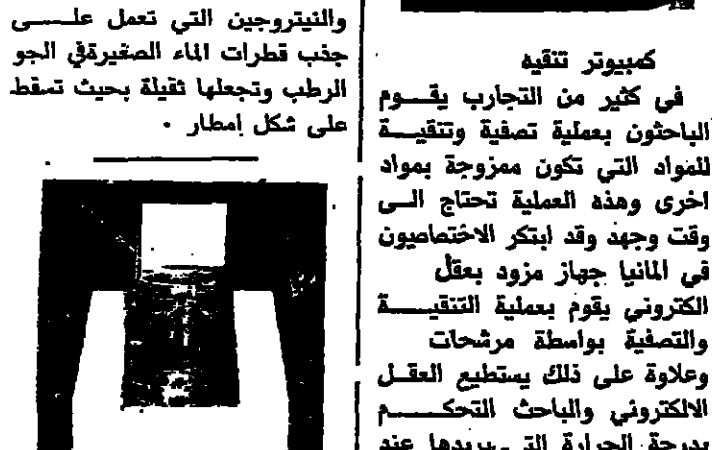 كمبيوتر تنقيه
في كثير من التجارب يقوم
الباحثون بعملية تصفية وتنقية
للمواد التي تكون ممزوجة بمواد
اخرى وهذه العملية تحتاج الى
وقت وجهد وقد ابتكر الاختصاصيون
في المانيا جهاز مزود بعقل
الكتروني يقوم بعملية التنقية
والتصفية بواسطة مرشحات
وعلاوة على ذلك يستطيع العقل
الالكتروني والباحث التحكم
بدرجة الحرارة التي يريدها عند
والنيتروجين التي تعمل على
جذب قطرات الماء الصغيرة في الجو
الرطب وتجعلها ثقيلة بحيث تسقط
على شكل امطار .